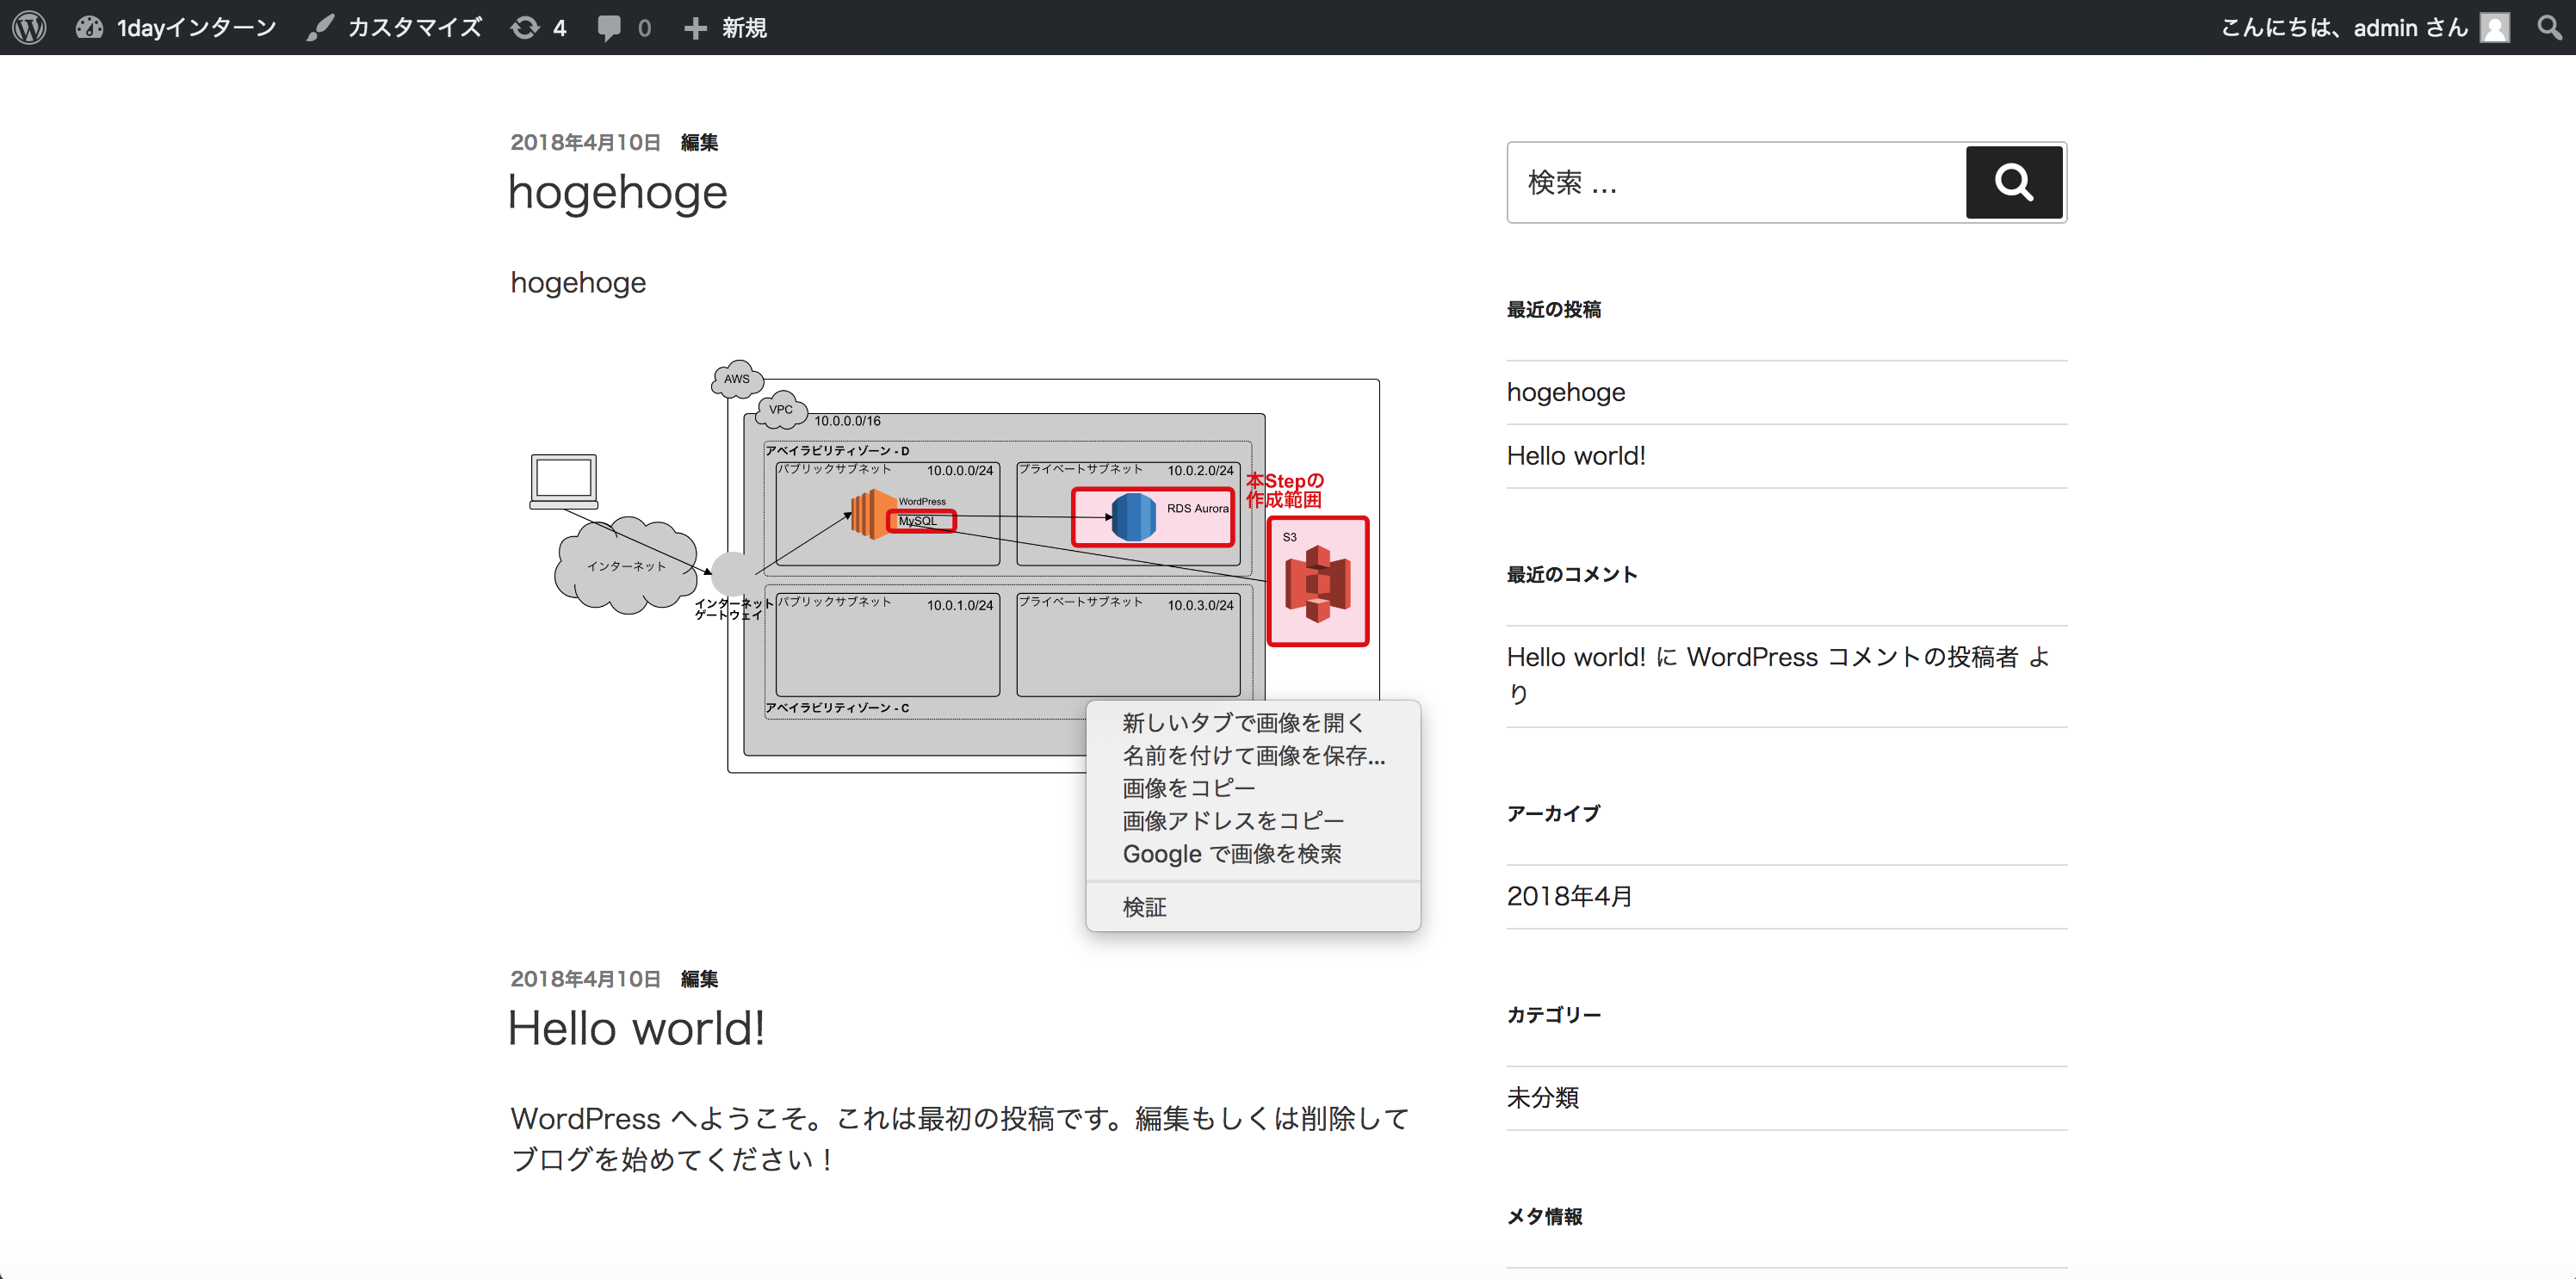 1dayインターン カスタマイズ 4 0 新規 こんにちは、admin さん
2018年4月10日 編集
hogehoge
hogehoge
AWS
VPC
10.0.0.0/16
アベイラビリティゾーン - D
パブリックサブネット 10.0.0.0/24
プライベートサブネット 10.0.2.0/24
WordPress
MySQL
RDS Aurora
本Stepの
作成範囲
S3
インターネット
インターネット
ゲートウェイ
パブリックサブネット 10.0.1.0/24
プライベートサブネット 10.0.3.0/24
アベイラビリティゾーン - C
新しいタブで画像を開く
名前を付けて画像を保存...
画像をコピー
画像アドレスをコピー
Google で画像を検索
検証
2018年4月10日 編集
Hello world!
WordPress へようこそ。これは最初の投稿です。編集もしくは削除して
ブログを始めてください！
検索 …
最近の投稿
hogehoge
Hello world!
最近のコメント
Hello world! に WordPress コメントの投稿者 よ
り
アーカイブ
2018年4月
カテゴリー
未分類
メタ情報